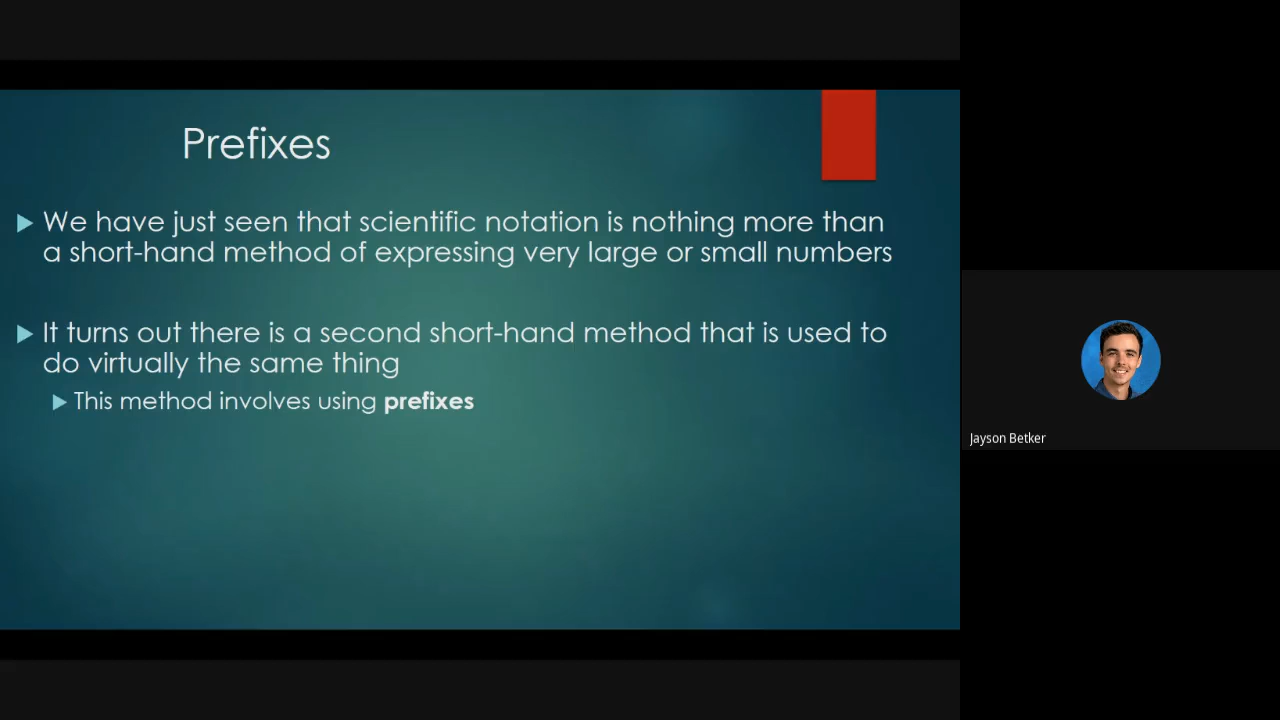 Prefixes
We have just seen that scientific notation is nothing more than
a short-hand method of expressing very large or small numbers
It turns out there is a second short-hand method that is used to
do virtually the same thing
This method involves using prefixes
Jayson Betker